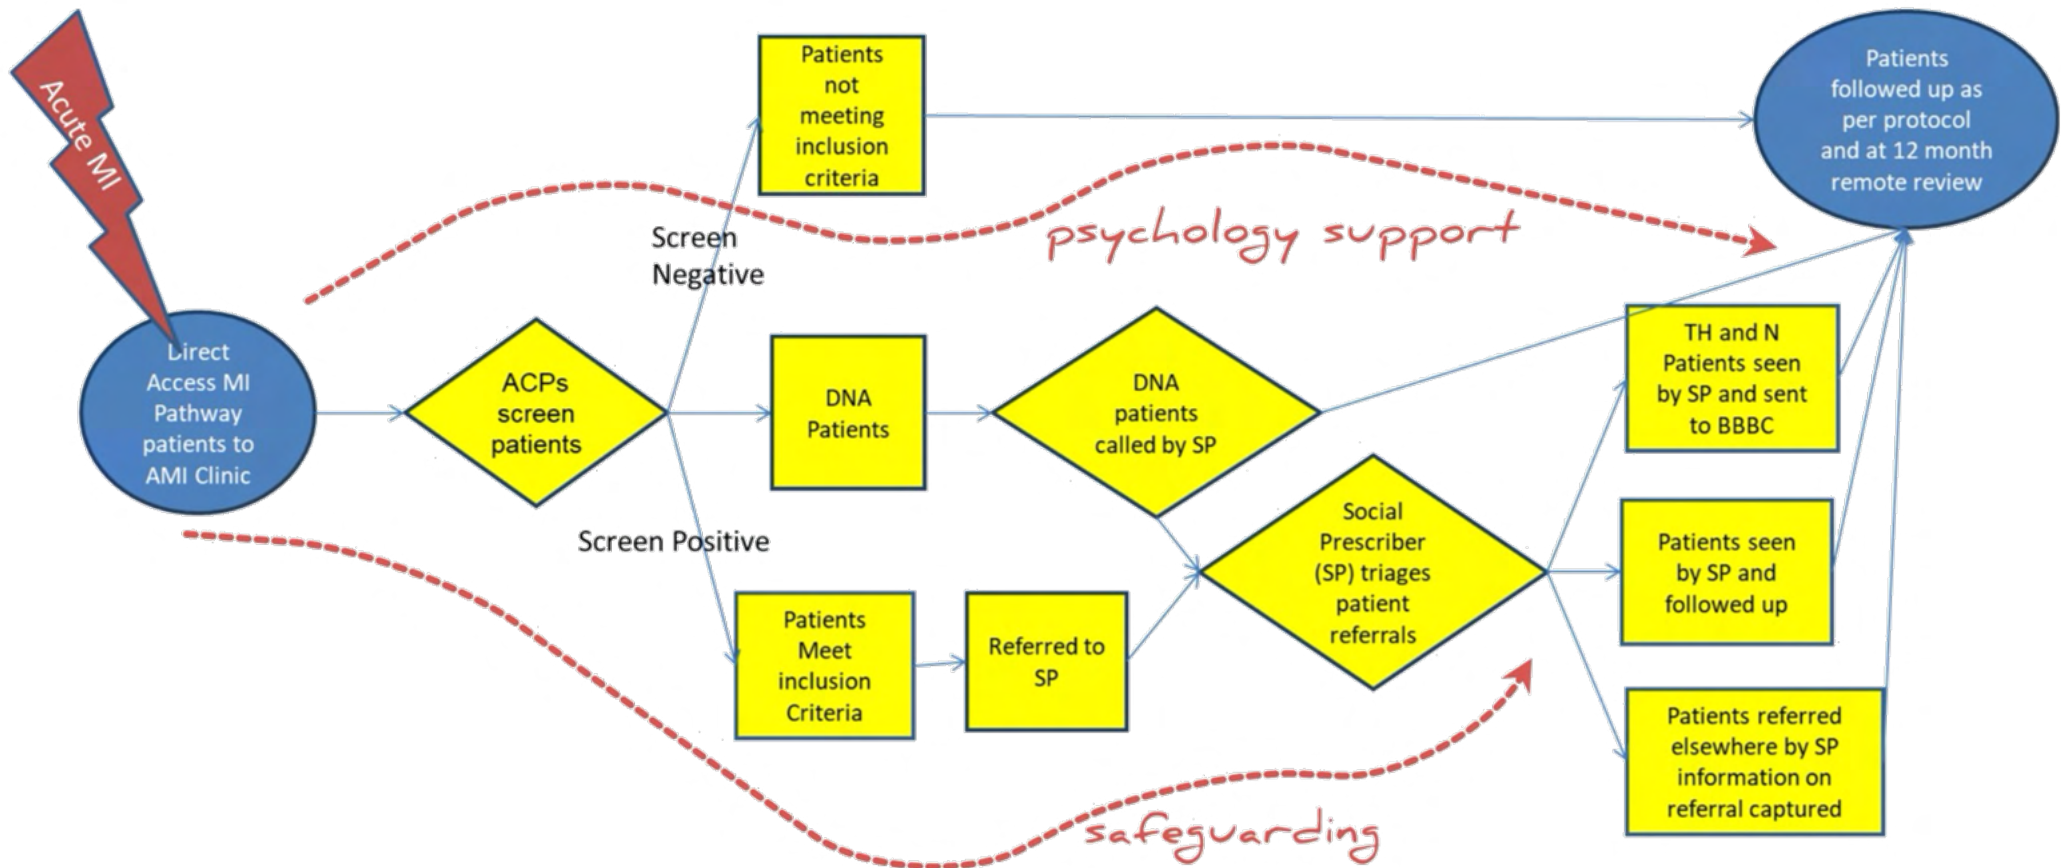 Acute MI
Direct
Access MI
Pathway
patients to
AMI Clinic
ACPs
screen
patients
Screen
Negative
Screen Positive
Patients
not
meeting
inclusion
criteria
DNA
Patients
Patients
Meet
inclusion
Criteria
Referred to
SP
DNA
patients
called by SP
Social
Prescriber
(SP) triages
patient
referrals
psychology support
safeguarding
TH and N
Patients seen
by SP and sent
to BBBC
Patients seen
by SP and
followed up
Patients referred
elsewhere by SP
information on
referral captured
Patients
followed up as
per protocol
and at 12 month
remote review